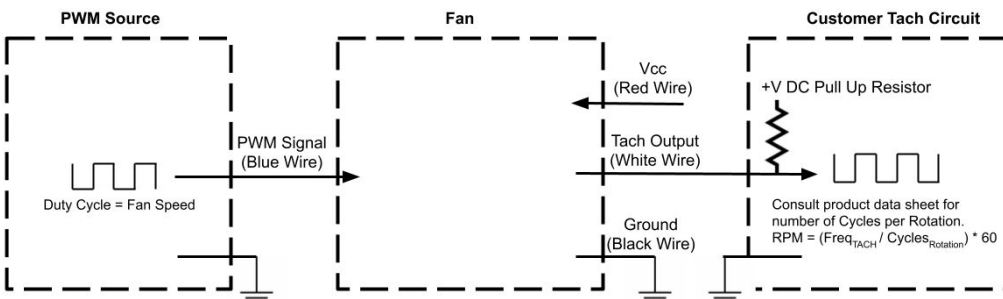 PWM Source
Fan
Customer Tach Circuit
Vcc
(Red Wire)
+V DC Pull Up Resistor
PWM Signal
(Blue Wire)
Tach Output
(White Wire)
Duty Cycle = Fan Speed
Consult product data sheet for
number of Cycles per Rotation.
RPM = (Freq_TACH / Cycles_Rotation) * 60
Ground
(Black Wire)